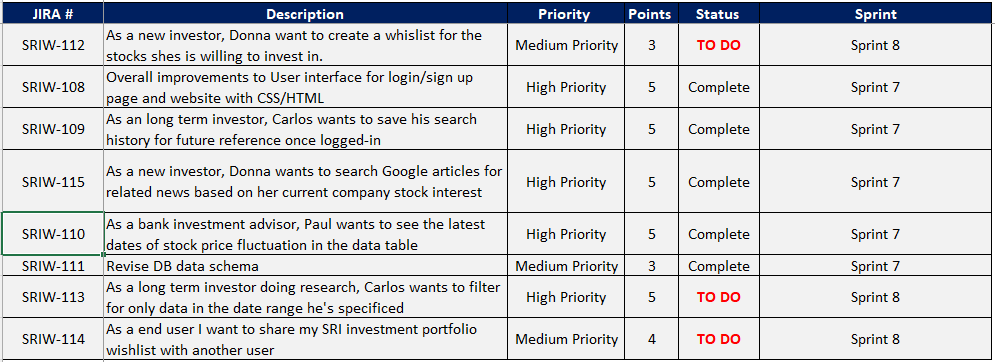 JIRA # Description Priority Points Status Sprint
SRIW-112 As a new investor, Donna want to create a whislist for the
stocks shes is willing to invest in. Medium Priority 3 TO DO Sprint 8
SRIW-108 Overall improvements to User interface for login/sign up
page and website with CSS/HTML High Priority 5 Complete Sprint 7
SRIW-109 As an long term investor, Carlos wants to save his search
history for future reference once logged-in High Priority 5 Complete Sprint 7
SRIW-115 As a new investor, Donna wants to search Google articles for
related news based on her current company stock interest High Priority 5 Complete Sprint 7
SRIW-110 As a bank investment advisor, Paul wants to see the latest
dates of stock price fluctuation in the data table High Priority 5 Complete Sprint 7
SRIW-111 Revise DB data schema Medium Priority 3 Complete Sprint 7
SRIW-113 As a long term investor doing research, Carlos wants to filter
for only data in the date range he's specificed High Priority 5 TO DO Sprint 8
SRIW-114 As a end user I want to share my SRI investment portfolio
wishlist with another user Medium Priority 4 TO DO Sprint 8